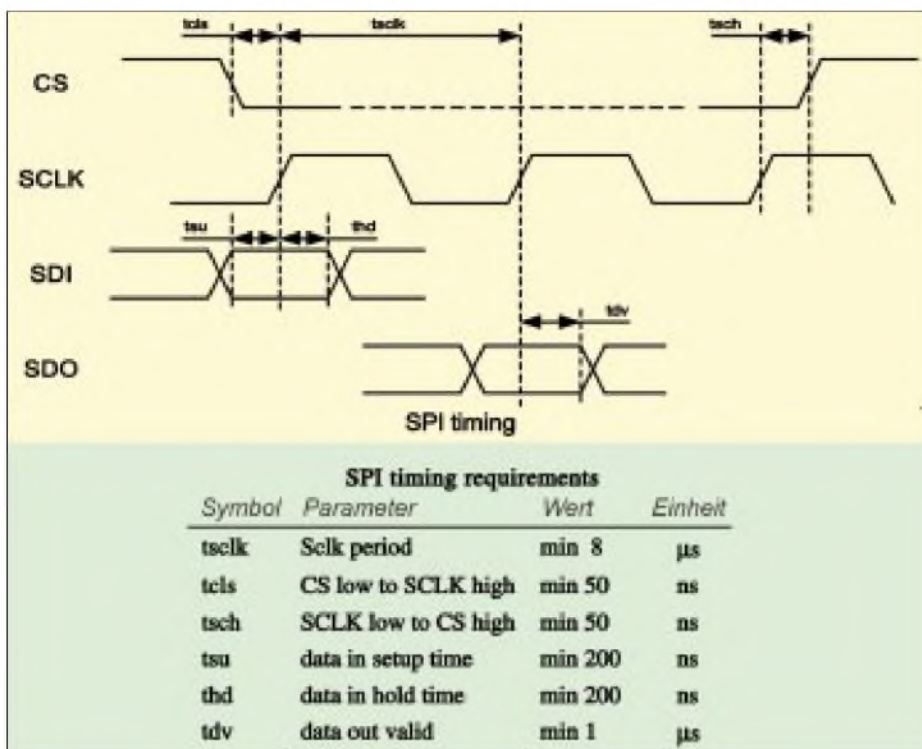 tcls tsclk tsch
CS
SCLK
tsu thd
SDI
tdv
SDO
SPI timing
SPI timing requirements
Symbol Parameter Wert Einheit
tsclk Sclk period min 8 µs
tcls CS low to SCLK high min 50 ns
tsch SCLK low to CS high min 50 ns
tsu data in setup time min 200 ns
thd data in hold time min 200 ns
tdv data out valid min 1 µs